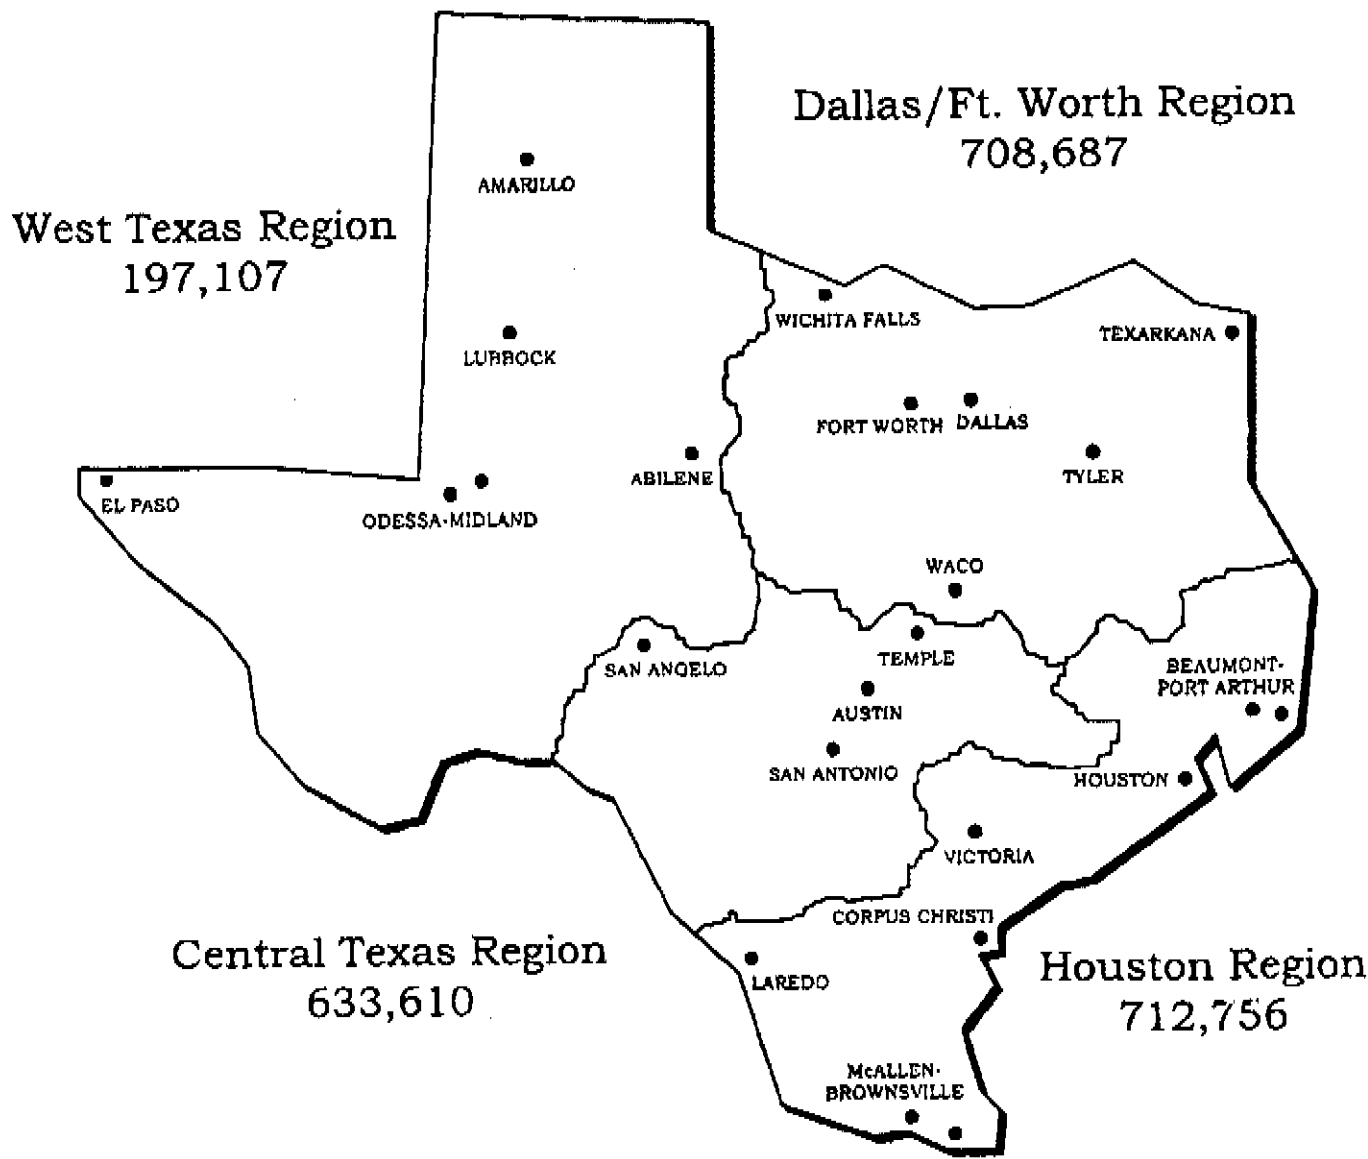 Dallas/Ft. Worth Region
708,687
AMARILLO
West Texas Region
197,107
WICHITA FALLS
TEXARKANA
LUBBOCK
FORT WORTH
DALLAS
ABILENE
TYLER
EL PASO
ODESSA-MIDLAND
WACO
TEMPLE
SAN ANGELO
BEAUMONT-
PORT ARTHUR
AUSTIN
SAN ANTONIO
HOUSTON
VICTORIA
CORPUS CHRISTI
Central Texas Region
633,610
LAREDO
Houston Region
712,756
McALLEN-
BROWNSVILLE